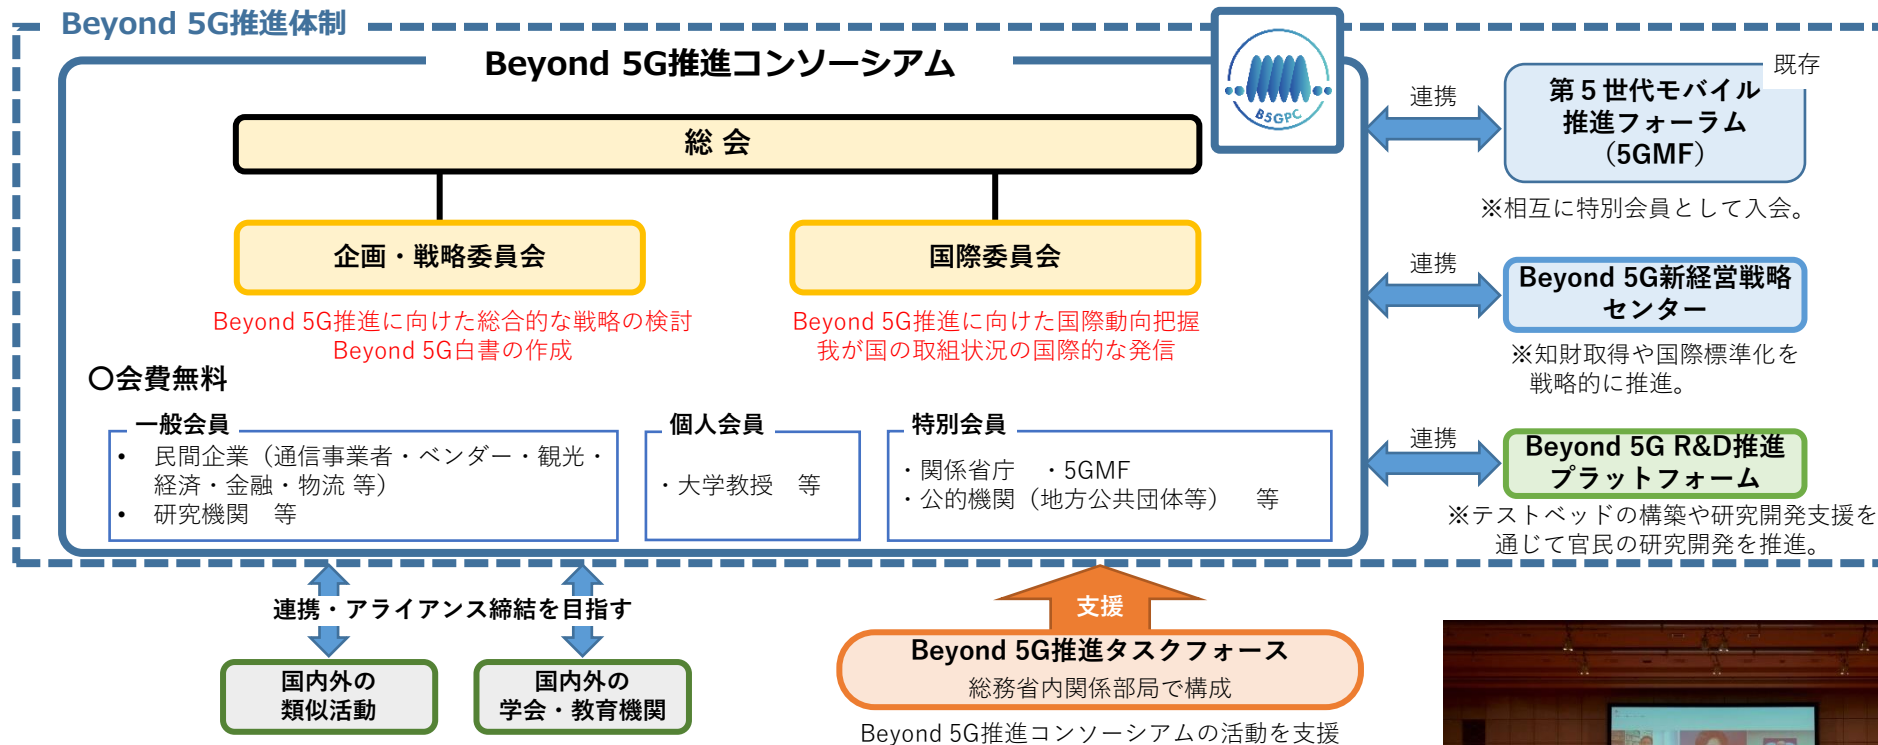 Beyond 5G推進体制
Beyond 5G推進コンソーシアム
B5GPC
総 会
企画・戦略委員会
国際委員会
Beyond 5G推進に向けた総合的な戦略の検討
Beyond 5G白書の作成
Beyond 5G推進に向けた国際動向把握
我が国の取組状況の国際的な発信
〇会費無料
一般会員
• 民間企業（通信事業者・ベンダー・観光・
経済・金融・物流 等）
• 研究機関　等
個人会員
・大学教授　等
特別会員
・関係省庁　・5GMF
・公的機関（地方公共団体等）　等
連携
既存
第５世代モバイル
推進フォーラム
（5GMF）
※相互に特別会員として入会。
連携
Beyond 5G新経営戦略
センター
※知財取得や国際標準化を
戦略的に推進。
連携
Beyond 5G R&D推進
プラットフォーム
※テストベッドの構築や研究開発支援を
通じて官民の研究開発を推進。
連携・アライアンス締結を目指す
国内外の
類似活動
国内外の
学会・教育機関
支援
Beyond 5G推進タスクフォース
総務省内関係部局で構成
Beyond 5G推進コンソーシアムの活動を支援